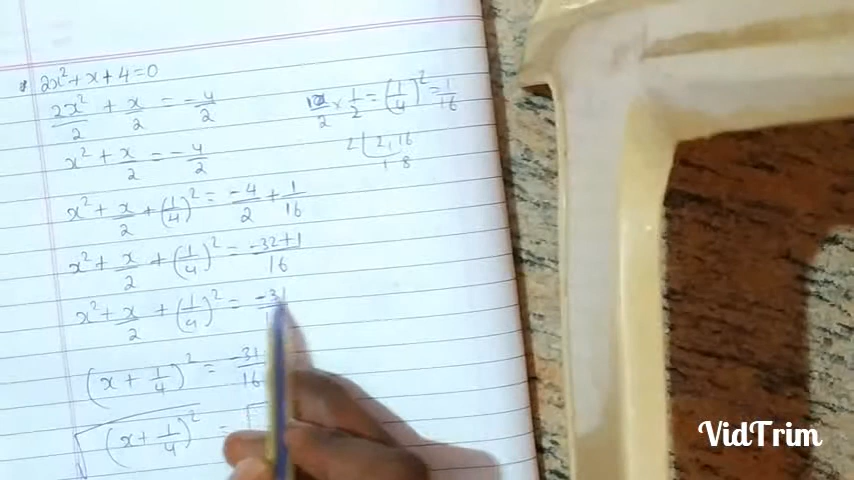 2x² + x + 4 = 0
2x²/2 + x/2 = -4/2
x² + x/2 = -4/2
x² + x/2 + (1/4)² = -4/2 + 1/16
x² + x/2 + (1/4)² = -32+1/16
x² + x/2 + (1/4)² = -31
(x + 1/4)² = -31/16
√(x + 1/4)² =
/2 × 1/2 = (1/4)² = 1/16
2 | 2, 16
1 8
VidTrim